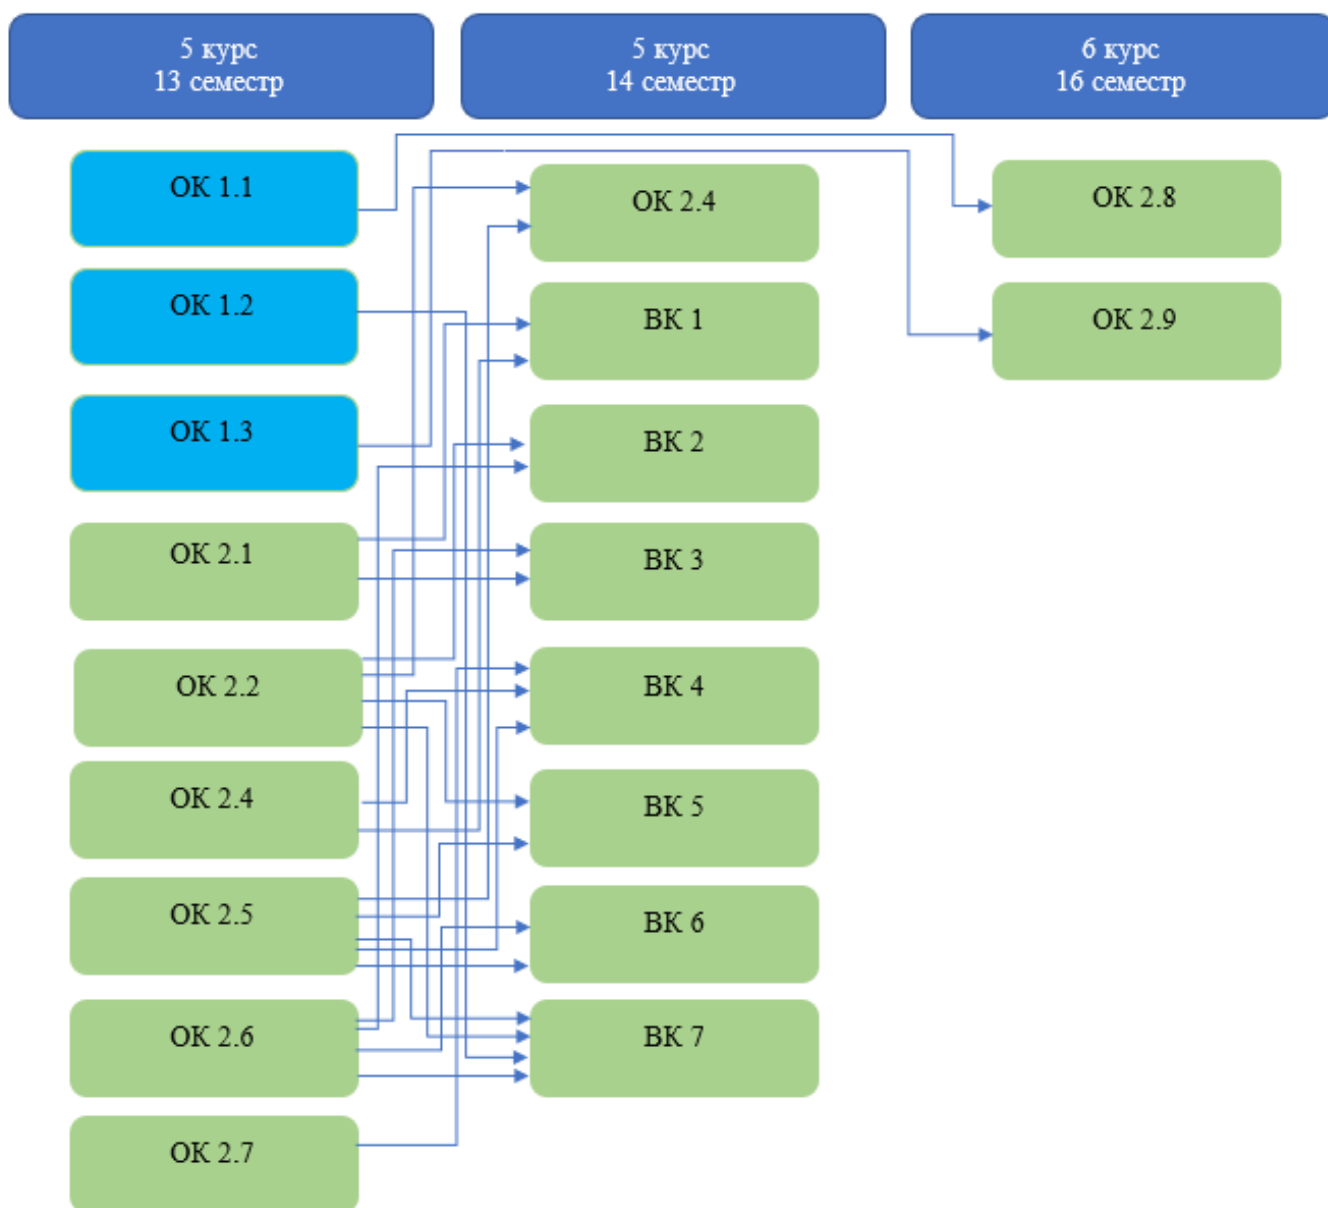 5 курс
13 семестр
5 курс
14 семестр
6 курс
16 семестр
ОК 1.1
ОК 1.2
ОК 1.3
ОК 2.1
ОК 2.2
ОК 2.4
ОК 2.5
ОК 2.6
ОК 2.7
ОК 2.4
ВК 1
ВК 2
ВК 3
ВК 4
ВК 5
ВК 6
ВК 7
ОК 2.8
ОК 2.9